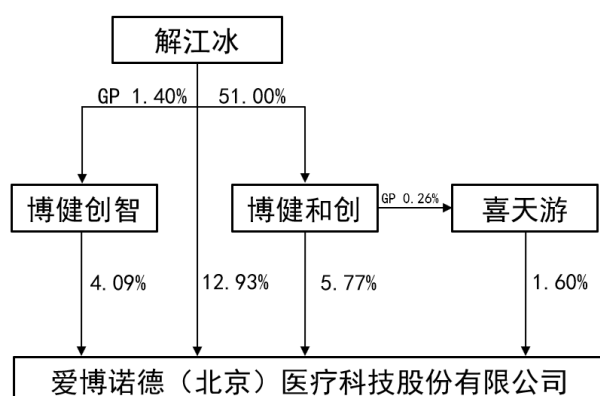 解江冰
GP 1.40% 51.00%
博健创智 博健和创 GP 0.26% 喜天游
4.09% 12.93% 5.77% 1.60%
爱博诺德（北京）医疗科技股份有限公司